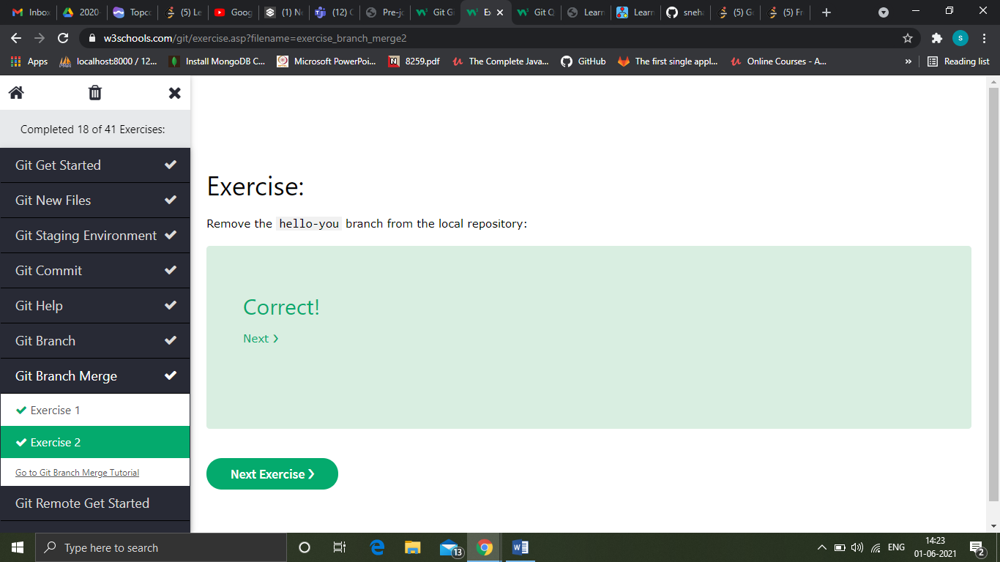 Inbox
2020-
Topco
(5) Le
Goog
(1) Ne
(12) C
Pre-jo
Git Gi
Ex
Git Q
Learn
Learn
sneha
(5) Go
(5) Fr
w3schools.com/git/exercise.asp?filename=exercise_branch_merge2
S
Apps
localhost:8000 / 12...
Install MongoDB C...
Microsoft PowerPoi...
8259.pdf
The Complete Java...
GitHub
The first single appl...
Online Courses - A...
»
Reading list
Completed 18 of 41 Exercises:
Git Get Started
Git New Files
Git Staging Environment
Git Commit
Git Help
Git Branch
Git Branch Merge
Exercise 1
Exercise 2
Go to Git Branch Merge Tutorial
Git Remote Get Started
Exercise:
Remove the hello-you branch from the local repository:
Correct!
Next ❯
Next Exercise ❯
Type here to search
13
ENG
14:23
01-06-2021
2